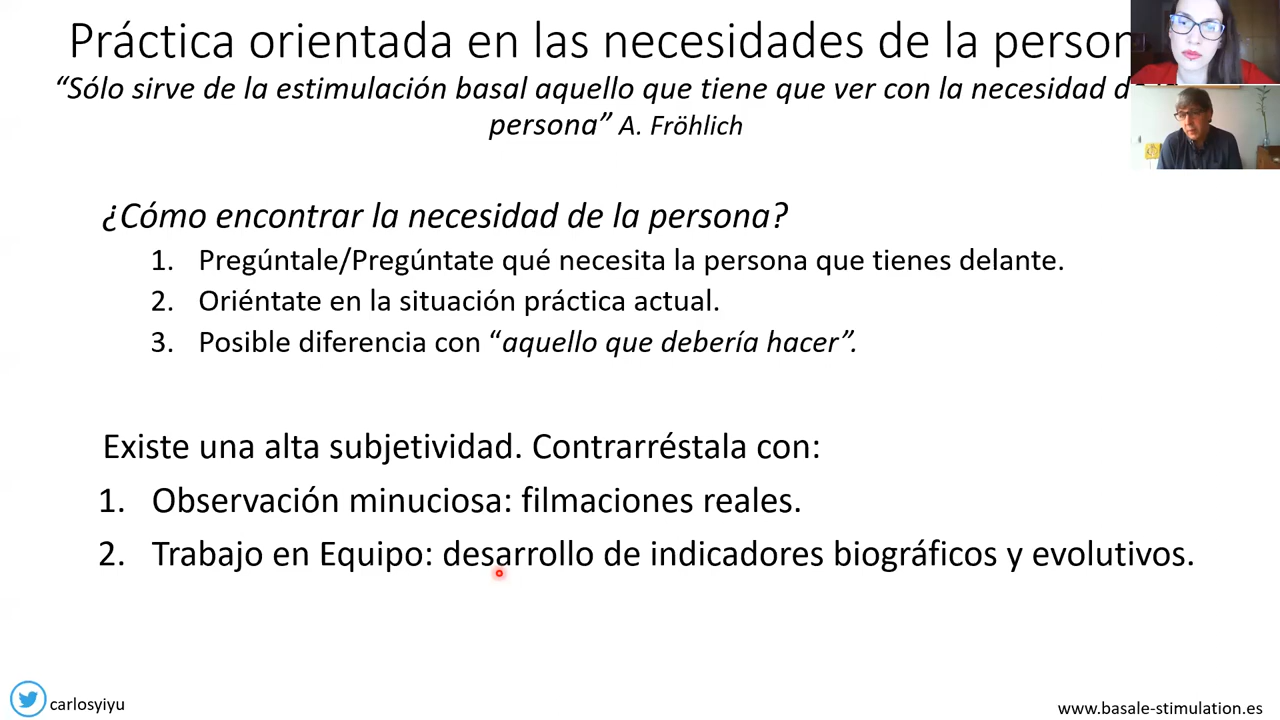 Práctica orientada en las necesidades de la person
“Sólo sirve de la estimulación basal aquello que tiene que ver con la necesidad de
persona” A. Fröhlich
¿Cómo encontrar la necesidad de la persona?
1. Pregúntale/Pregúntate qué necesita la persona que tienes delante.
2. Oriéntate en la situación práctica actual.
3. Posible diferencia con “aquello que debería hacer”.
Existe una alta subjetividad. Contrarréstala con:
1. Observación minuciosa: filmaciones reales.
2. Trabajo en Equipo: desarrollo de indicadores biográficos y evolutivos.
carlosyiyu
www.basale-stimulation.es